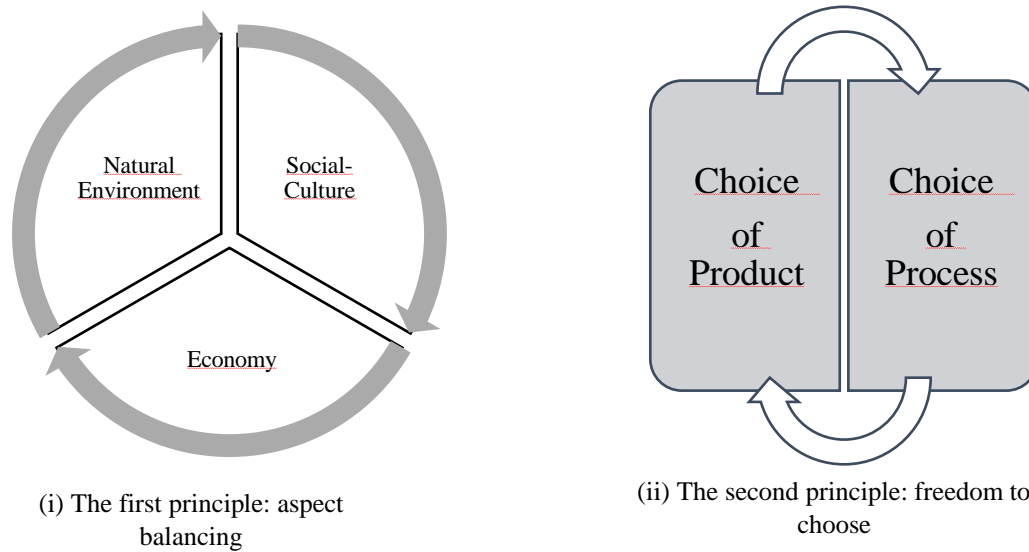 Natural
Environment
Social-
Culture
Economy
(i) The first principle: aspect
balancing
Choice
of
Product
Choice
of
Process
(ii) The second principle: freedom to
choose